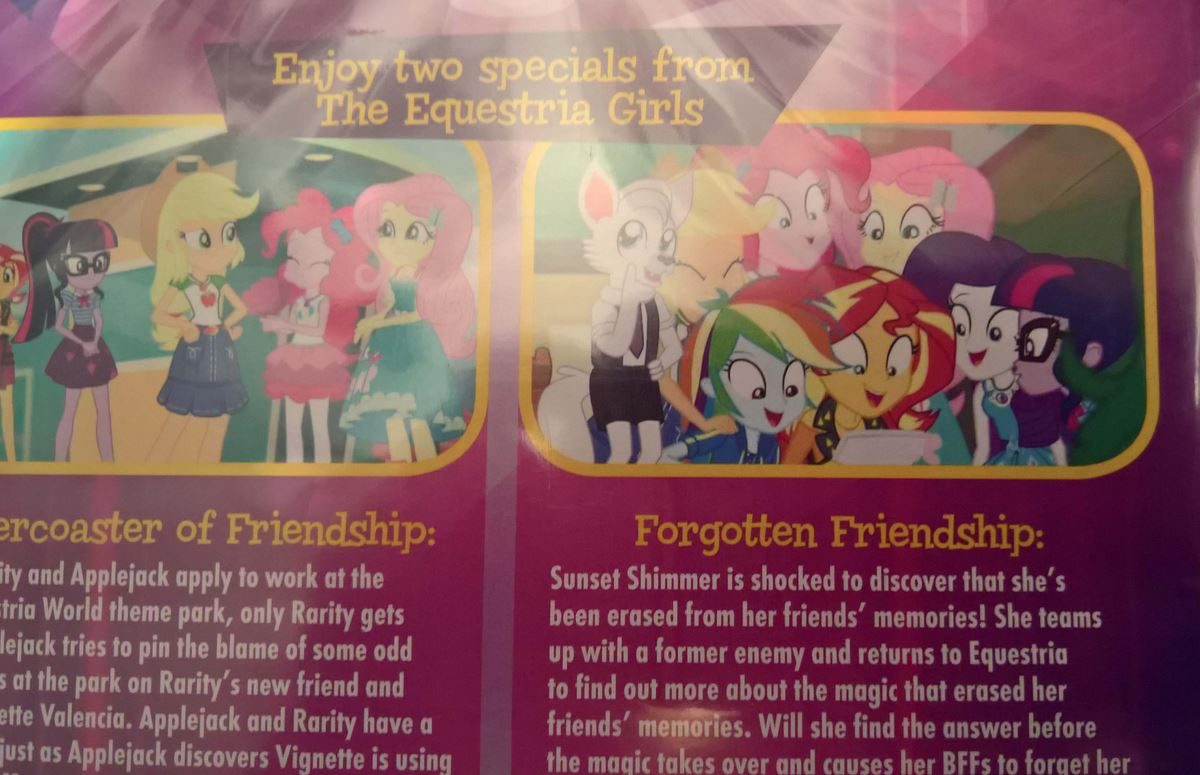 Enjoy two specials from
The Equestria Girls
ercoaster of Friendship:
ity and Applejack apply to work at the
tria World theme park, only Rarity gets
lejack tries to pin the blame of some odd
s at the park on Rarity's new friend and
ette Valencia. Applejack and Rarity have a
just as Applejack discovers Vignette is using
Forgotten Friendship:
Sunset Shimmer is shocked to discover that she's
been erased from her friends' memories! She teams
up with a former enemy and returns to Equestria
to find out more about the magic that erased her
friends' memories. Will she find the answer before
the magic takes over and causes her BFFs to forget her